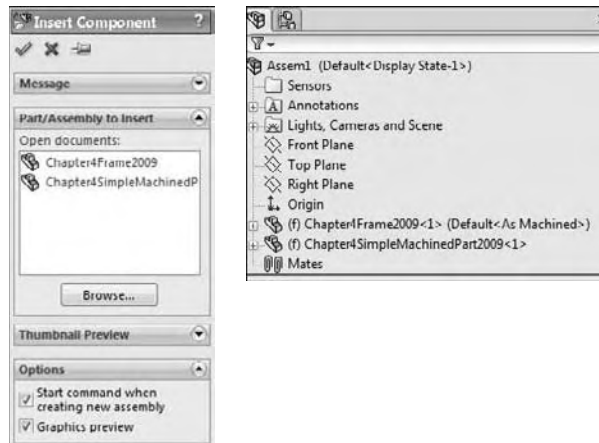 Insert Component ?
Message
Part/Assembly to Insert
Open documents:
Chapter4Frame2009
Chapter4SimpleMachinedP
Browse...
Thumbnail Preview
Options
Start command when
creating new assembly
Graphics preview
Assem1 (Default<Display State-1>)
Sensors
A Annotations
Lights, Cameras and Scene
Front Plane
Top Plane
Right Plane
Origin
(f) Chapter4Frame2009<1> (Default<As Machined>)
(f) Chapter4SimpleMachinedPart2009<1>
Mates